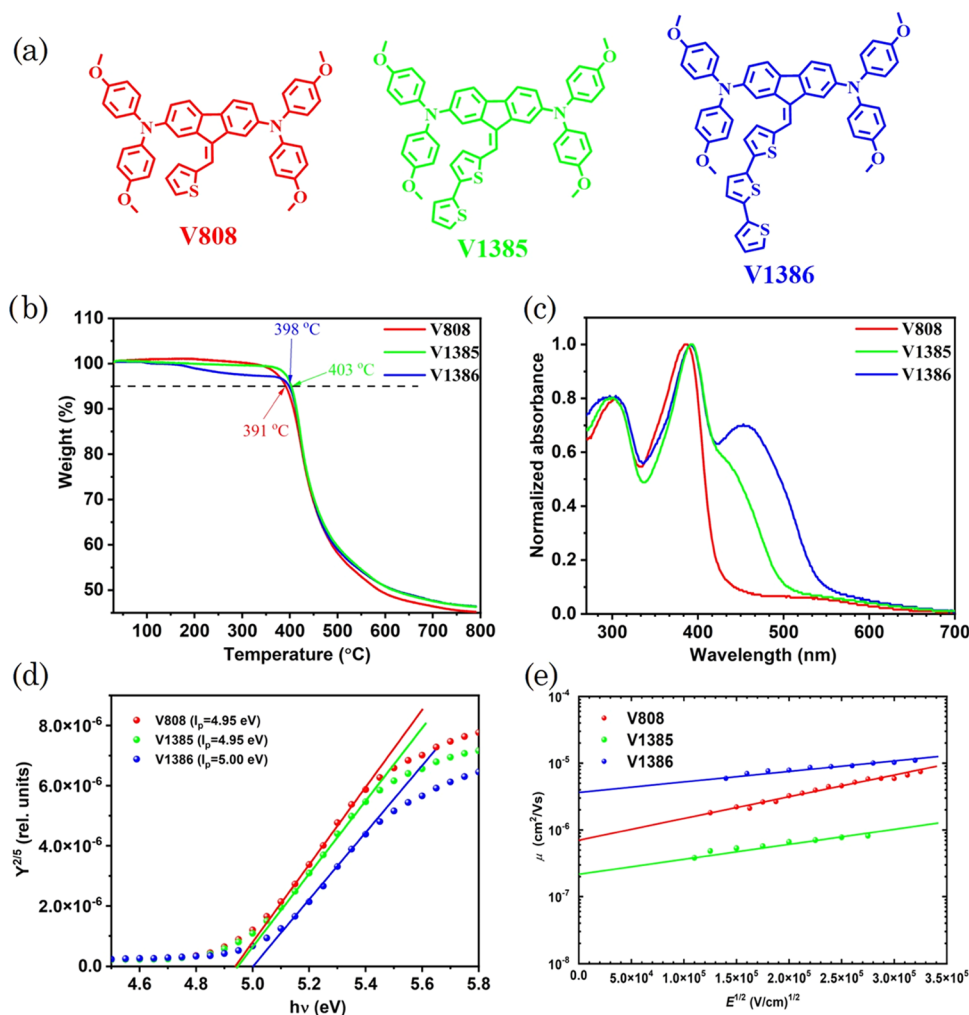 (a)
O
O
N
N
O
O
S
V808
O
O
N
N
O
O
S
S
V1385
O
O
N
N
O
O
S
S
S
V1386
(b)
110
100
90
80
70
60
50
Weight (%)
398 °C
403 °C
391 °C
V808
V1385
V1386
100 200 300 400 500 600 700 800
Temperature (°C)
(c)
1.0
0.8
0.6
0.4
0.2
0.0
Normalized absorbance
V808
V1385
V1386
300 400 500 600 700
Wavelength (nm)
(d)
8.0×10⁻⁶
6.0×10⁻⁶
4.0×10⁻⁶
2.0×10⁻⁶
0.0
Y²ᐟ⁵ (rel. units)
V808 (Iₚ=4.95 eV)
V1385 (Iₚ=4.95 eV)
V1386 (Iₚ=5.00 eV)
4.6 4.8 5.0 5.2 5.4 5.6 5.8
hν (eV)
(e)
10⁻⁴
10⁻⁵
10⁻⁶
10⁻⁷
10⁻⁸
μ (cm²/Vs)
V808
V1385
V1386
0.0 5.0×10⁴ 1.0×10⁵ 1.5×10⁵ 2.0×10⁵ 2.5×10⁵ 3.0×10⁵ 3.5×10⁵
E¹ᐟ² (V/cm)¹ᐟ²